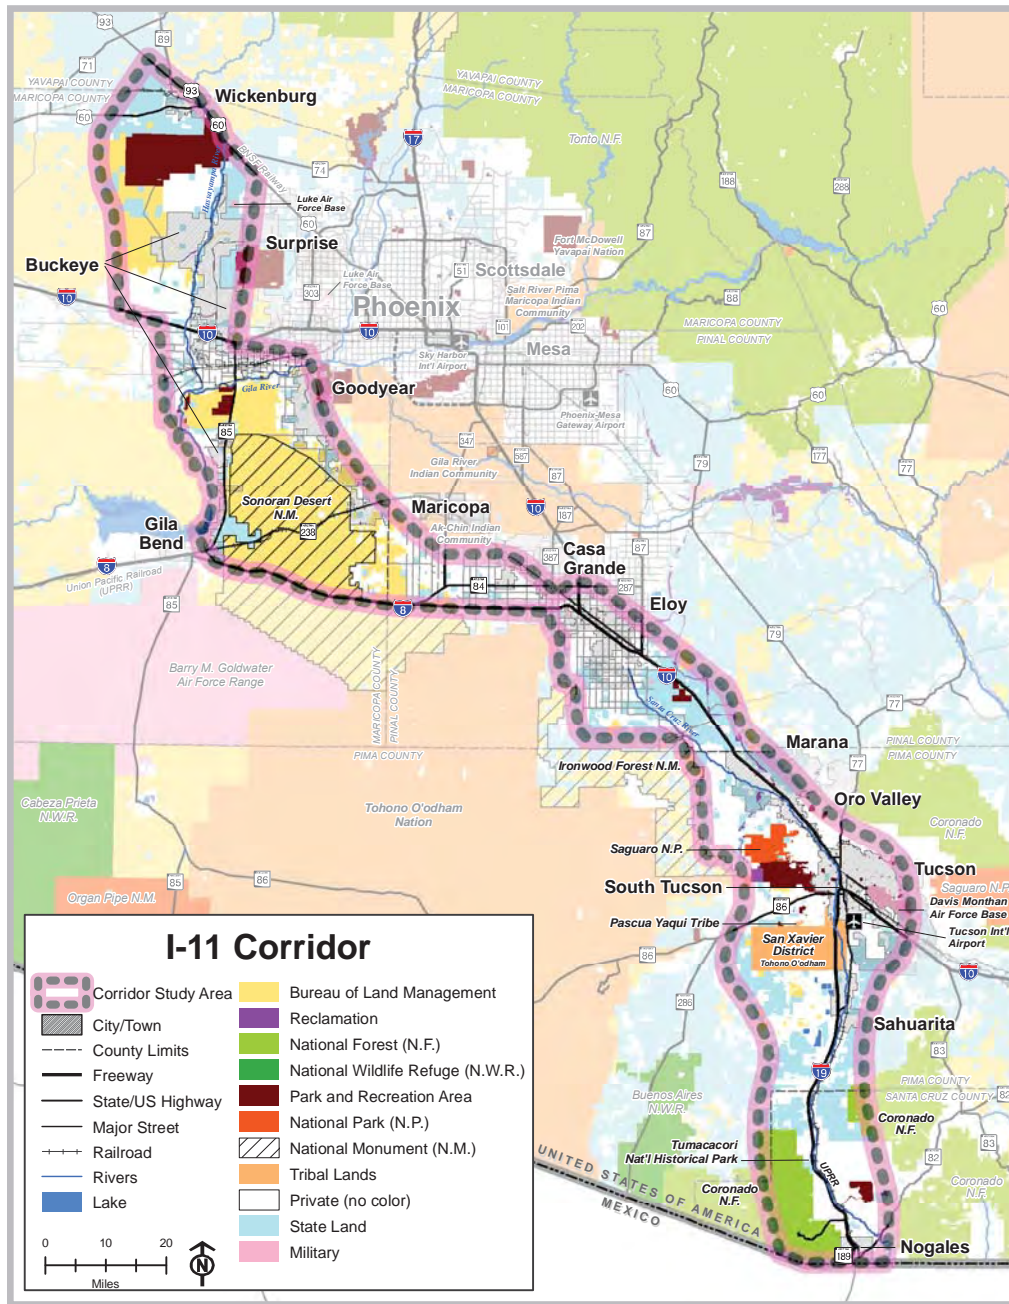 93
89
71
YAVAPAI COUNTY
MARICOPA COUNTY
60
93
Wickenburg
60
BNSF Railway
17
YAVAPAI COUNTY
MARICOPA COUNTY
Tonto N.F.
74
188
288
Luke Air
Force Base
60
Surprise
87
Fort McDowell
Yavapai Nation
Buckeye
Luke Air
Force Base
303
51
Scottsdale
Salt River Pima
Maricopa Indian
Community
10
Phoenix
88
60
10
10
101
202
MARICOPA COUNTY
PINAL COUNTY
Sky Harbor
Int'l Airport
Mesa
Gila River
Goodyear
60
60
Phoenix-Mesa
Gateway Airport
85
347
587
87
79
177
77
Gila River
Indian Community
Sonoran Desert
N.M.
Maricopa
10
187
Gila
Bend
238
Ak-Chin Indian
Community
8
Union Pacific Railroad
(UPRR)
387
87
Casa
Grande
84
287
85
8
Eloy
79
Barry M. Goldwater
Air Force Range
MARICOPA COUNTY
PINAL COUNTY
10
77
Santa Cruz River
PIMA COUNTY
Marana
PINAL COUNTY
PIMA COUNTY
77
Ironwood Forest N.M.
Cabeza Prieta
N.W.R.
Tohono O'odham
Nation
Oro Valley
Coronado
N.F.
Saguaro N.P.
85
86
Tucson
Organ Pipe N.M.
South Tucson
Saguaro N.P.
Davis Monthan
Air Force Base
86
Pascua Yaqui Tribe
Tucson Int'l
Airport
San Xavier
District
Tohono O'odham
86
10
286
Sahuarita
83
19
PIMA COUNTY
SANTA CRUZ COUNTY
82
Buenos Aires
N.W.R.
Coronado
N.F.
83
82
Tumacacori
Nat'l Historical Park
UPRR
Coronado
N.F.
Coronado
N.F.
UNITED STATES OF AMERICA
MEXICO
189
Nogales
I-11 Corridor
Corridor Study Area
City/Town
County Limits
Freeway
State/US Highway
Major Street
Railroad
Rivers
Lake
0 10 20
Miles
N
Bureau of Land Management
Reclamation
National Forest (N.F.)
National Wildlife Refuge (N.W.R.)
Park and Recreation Area
National Park (N.P.)
National Monument (N.M.)
Tribal Lands
Private (no color)
State Land
Military